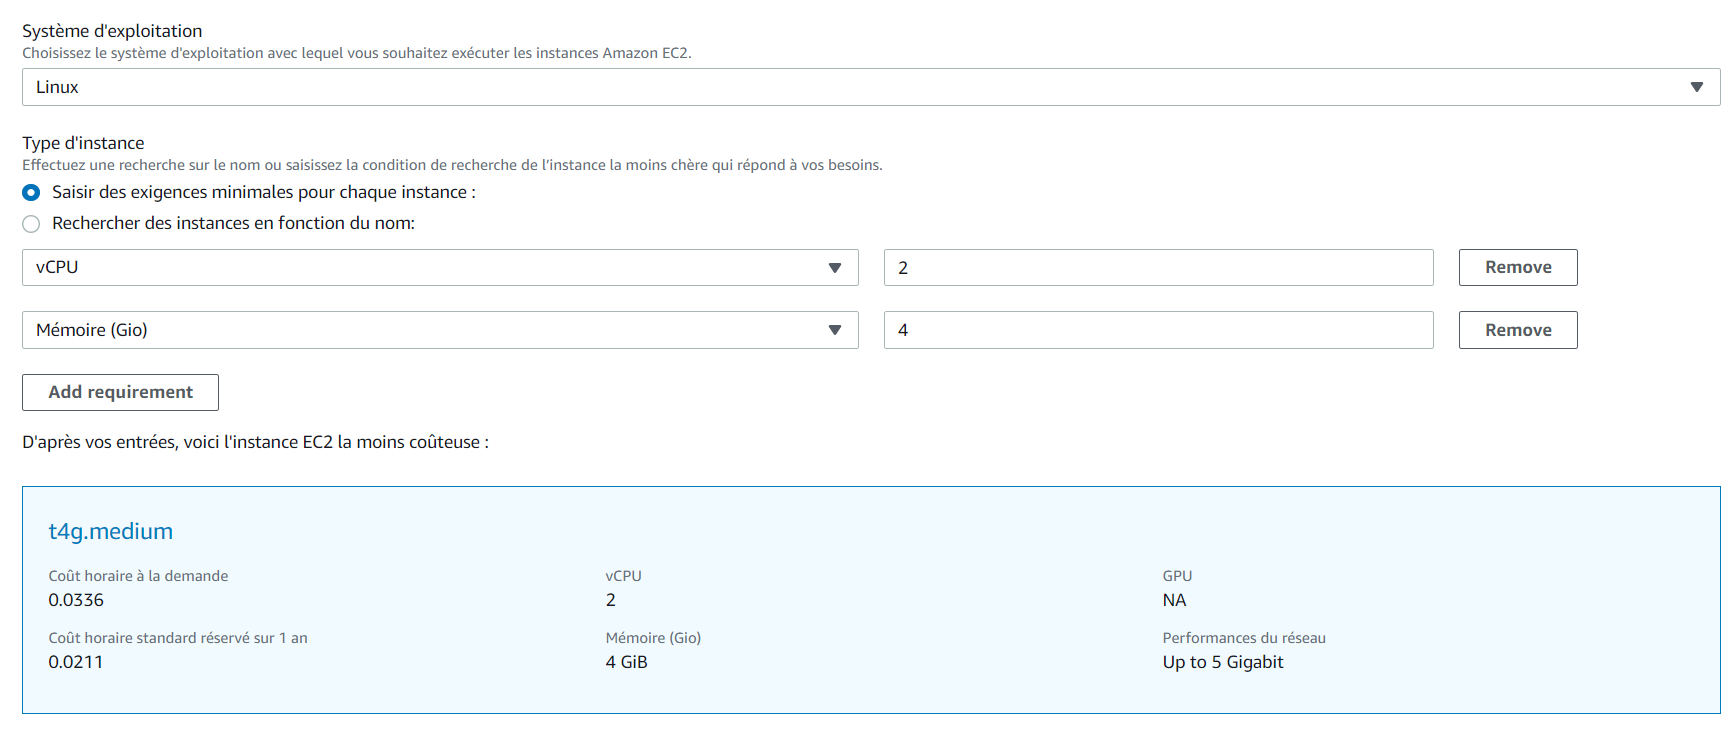 Système d'exploitation
Choisissez le système d'exploitation avec lequel vous souhaitez exécuter les instances Amazon EC2.
Linux
Type d'instance
Effectuez une recherche sur le nom ou saisissez la condition de recherche de l'instance la moins chère qui répond à vos besoins.
Saisir des exigences minimales pour chaque instance :
Rechercher des instances en fonction du nom:
vCPU 2 Remove
Mémoire (Gio) 4 Remove
Add requirement
D'après vos entrées, voici l'instance EC2 la moins coûteuse :
t4g.medium
Coût horaire à la demande vCPU GPU
0.0336 2 NA
Coût horaire standard réservé sur 1 an Mémoire (Gio) Performances du réseau
0.0211 4 GiB Up to 5 Gigabit